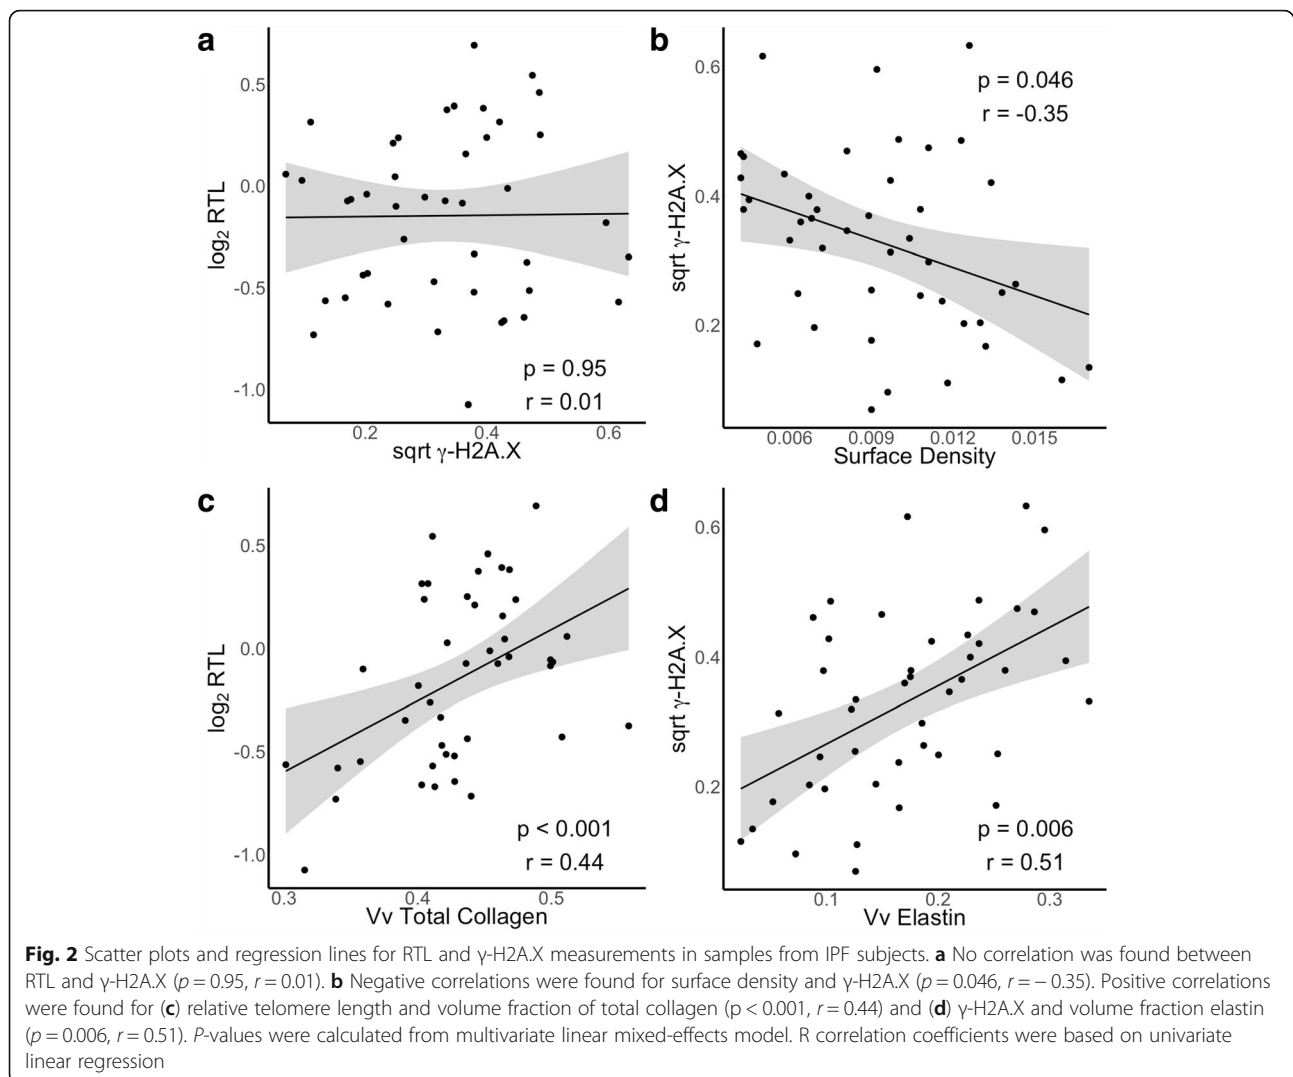 a
0.5
0.0
-0.5
-1.0
log2 RTL
p = 0.95
r = 0.01
0.2 0.4 0.6
sqrt γ-H2A.X
b
0.6
0.4
0.2
sqrt γ-H2A.X
p = 0.046
r = -0.35
0.006 0.009 0.012 0.015
Surface Density
c
0.5
0.0
-0.5
-1.0
log2 RTL
p < 0.001
r = 0.44
0.3 0.4 0.5
Vv Total Collagen
d
0.6
0.4
0.2
sqrt γ-H2A.X
p = 0.006
r = 0.51
0.1 0.2 0.3
Vv Elastin
Fig. 2 Scatter plots and regression lines for RTL and γ-H2A.X measurements in samples from IPF subjects. a No correlation was found between
RTL and γ-H2A.X (p = 0.95, r = 0.01). b Negative correlations were found for surface density and γ-H2A.X (p = 0.046, r = − 0.35). Positive correlations
were found for (c) relative telomere length and volume fraction of total collagen (p < 0.001, r = 0.44) and (d) γ-H2A.X and volume fraction elastin
(p = 0.006, r = 0.51). P-values were calculated from multivariate linear mixed-effects model. R correlation coefficients were based on univariate
linear regression